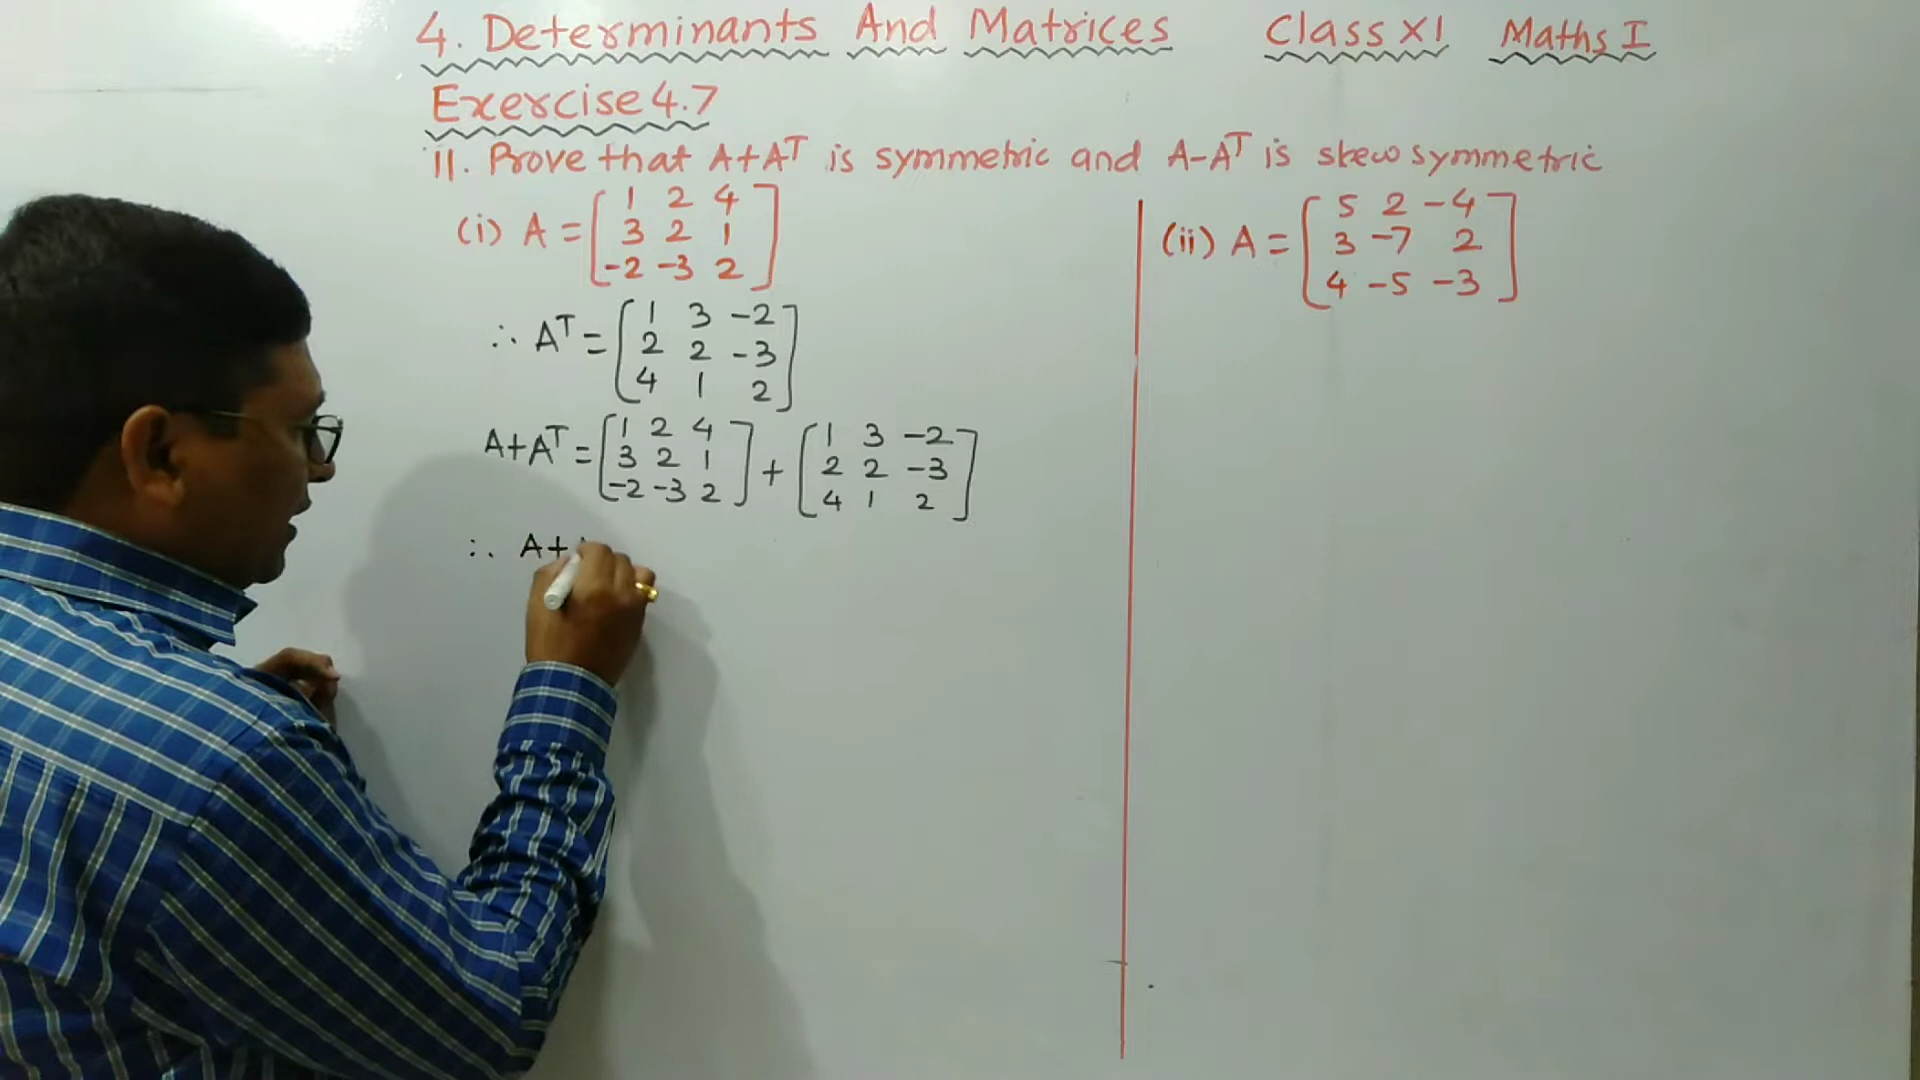 4. Determinants And Matrices Class XI Maths I
Exercise 4.7
11. Prove that A+Aᵀ is symmetric and A-Aᵀ is skew symmetric
(i) A = [1 2 4
3 2 1
-2 -3 2]
∴ Aᵀ = [1 3 -2
2 2 -3
4 1 2]
A+Aᵀ = [1 2 4
3 2 1
-2 -3 2] + [1 3 -2
2 2 -3
4 1 2]
∴ A+
(ii) A = [5 2 -4
3 -7 2
4 -5 -3]